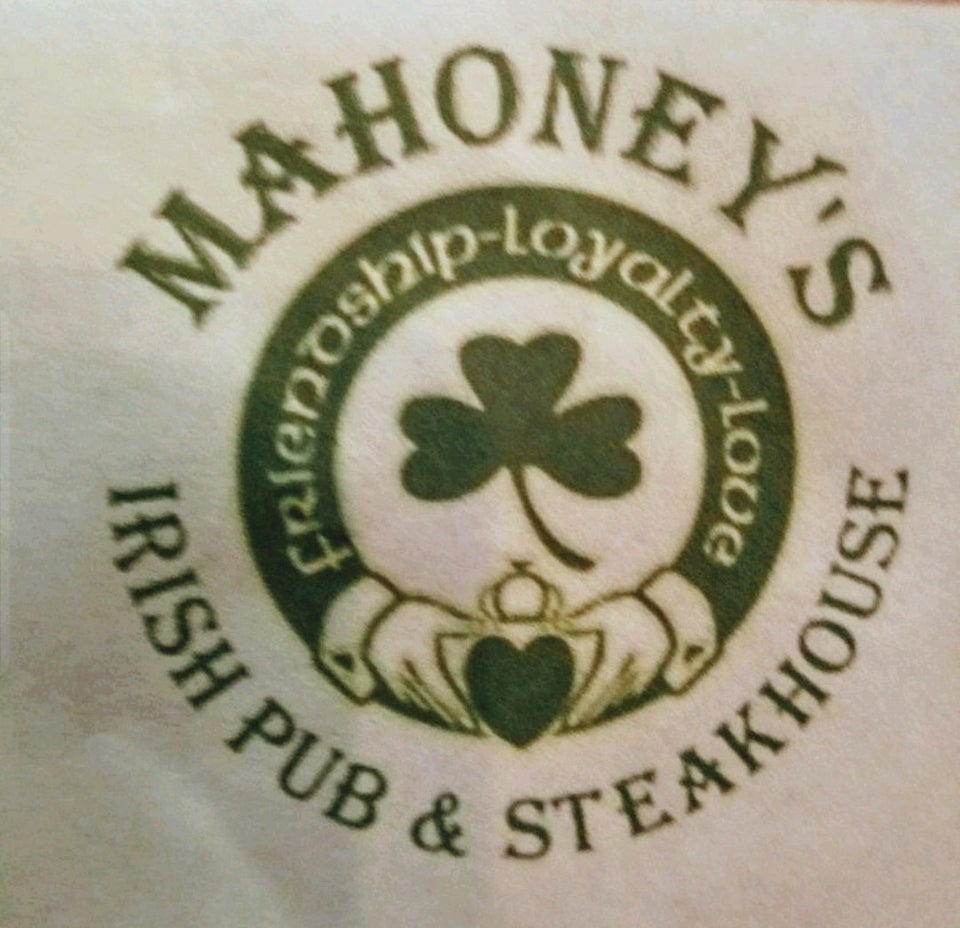 MAHONEY'S
friendship-Loyalty-Love
IRISH PUB & STEAKHOUSE